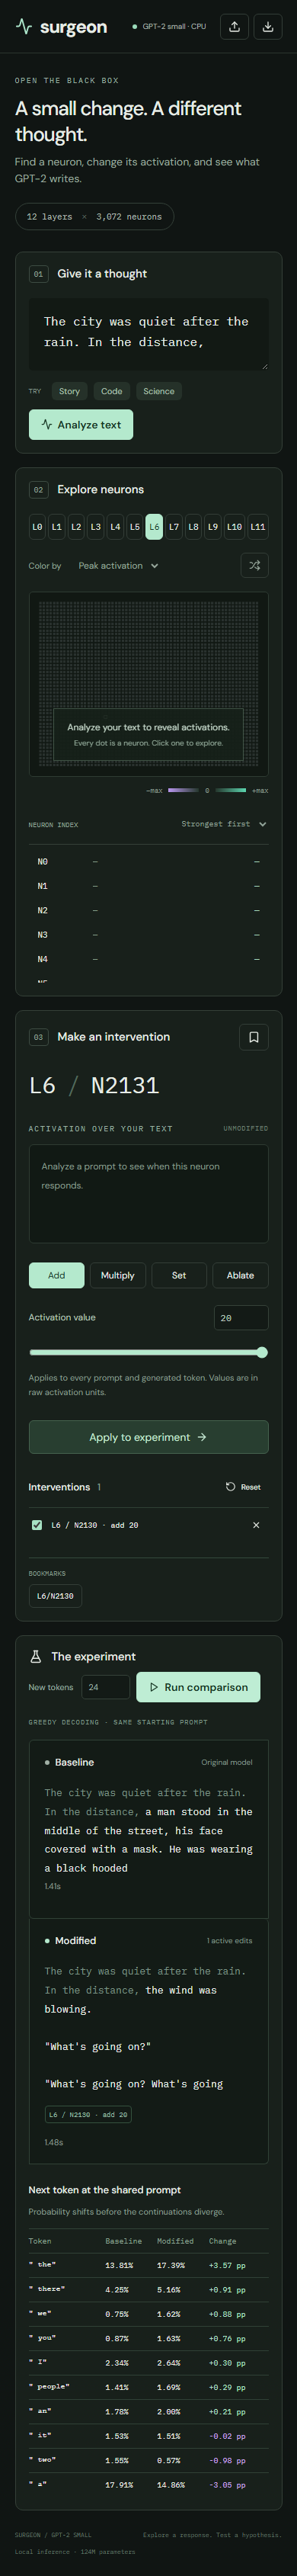 surgeon
GPT-2 small · CPU
OPEN THE BLACK BOX
A small change. A different
thought.
Find a neuron, change its activation, and see what
GPT-2 writes.
12 layers × 3,072 neurons
01 Give it a thought
The city was quiet after the
rain. In the distance,
TRY Story Code Science
Analyze text
02 Explore neurons
L0 L1 L2 L3 L4 L5 L6 L7 L8 L9 L10 L11
Color by Peak activation
Analyze your text to reveal activations.
Every dot is a neuron. Click one to explore.
−max 0 +max
NEURON INDEX Strongest first
N0 — —
N1 — —
N2 — —
N3 — —
N4 — —
03 Make an intervention
L6 / N2131
ACTIVATION OVER YOUR TEXT UNMODIFIED
Analyze a prompt to see when this neuron
responds.
Add Multiply Set Ablate
Activation value 20
Applies to every prompt and generated token. Values are in
raw activation units.
Apply to experiment →
Interventions 1 Reset
L6 / N2130 · add 20 ×
BOOKMARKS
L6/N2130
The experiment
New tokens 24 Run comparison
GREEDY DECODING · SAME STARTING PROMPT
Baseline Original model
The city was quiet after the rain.
In the distance, a man stood in the
middle of the street, his face
covered with a mask. He was wearing
a black hooded
1.41s
Modified 1 active edits
The city was quiet after the rain.
In the distance, the wind was
blowing.
"What's going on?"
"What's going on? What's going
L6 / N2130 · add 20
1.48s
Next token at the shared prompt
Probability shifts before the continuations diverge.
Token Baseline Modified Change
" the" 13.81% 17.39% +3.57 pp
" there" 4.25% 5.16% +0.91 pp
" we" 0.75% 1.62% +0.88 pp
" you" 0.87% 1.63% +0.76 pp
" I" 2.34% 2.64% +0.30 pp
" people" 1.41% 1.69% +0.29 pp
" an" 1.78% 2.00% +0.21 pp
" it" 1.53% 1.51% -0.02 pp
" two" 1.55% 0.57% -0.98 pp
" a" 17.91% 14.86% -3.05 pp
SURGEON / GPT-2 SMALL Explore a response. Test a hypothesis.
Local inference · 124M parameters